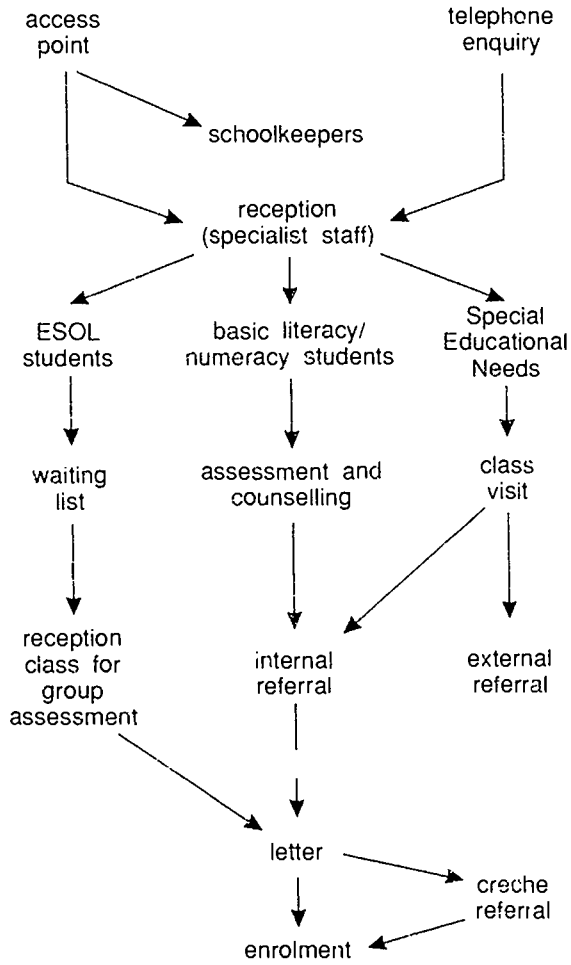 access
point
telephone
enquiry
schoolkeepers
reception
(specialist staff)
ESOL
students
basic literacy/
numeracy students
Special
Educational
Needs
waiting
list
assessment and
counselling
class
visit
reception
class for
group
assessment
internal
referral
external
referral
letter
creche
referral
enrolment